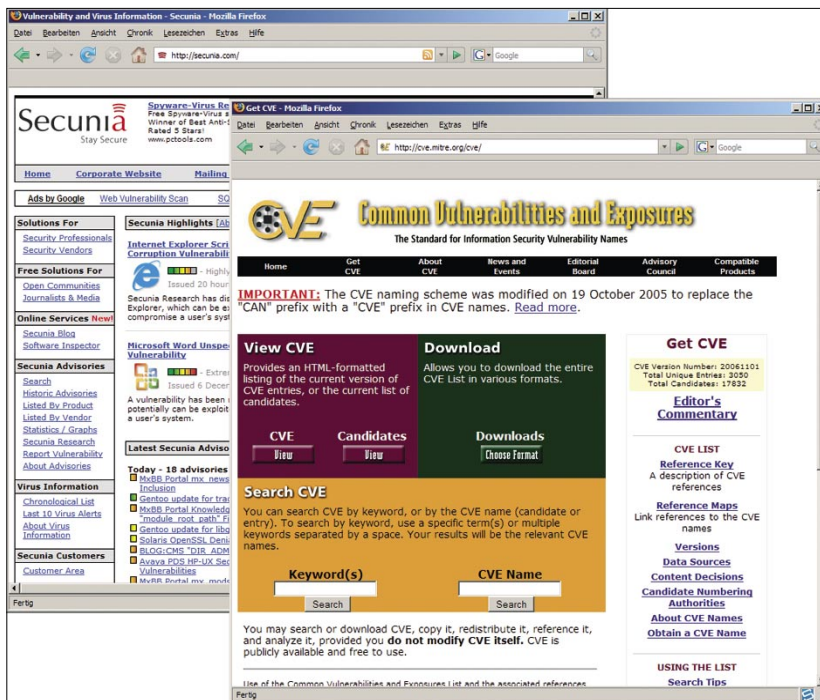 Vulnerability and Virus Information - Secunia - Mozilla Firefox
Datei Bearbeiten Ansicht Chronik Lesezeichen Extras Hilfe
http://secunia.com/
Google
Secunia
Stay Secure
Spyware-Virus Re
Free Spyware-Virus s
Winner of Best Anti-
Rated 5 Stars!
www.pctools.com
Home Corporate Website Mailing
Ads by Google Web Vulnerability Scan
Solutions For
Security Professionals
Security Vendors
Free Solutions For
Open Communities
Journalists & Media
Online Services New!
Secunia Blog
Software Inspector
Secunia Advisories
Search
Historic Advisories
Listed By Product
Listed By Vendor
Statistics / Graphs
Secunia Research
Report Vulnerability
About Advisories
Virus Information
Chronological List
Last 10 Virus Alerts
About Virus
Information
Secunia Customers
Customer Area
Secunia Highlights [Ab
Internet Explorer Scri
Corruption Vulnerabilit
- Highly
Issued 20 hour
Secunia Research has dis
Explorer, which can be ex
compromise a user's syst
Microsoft Word Unspe
Vulnerability
- Extre
Issued 6 Decem
A vulnerability has been r
potentially can be exploit
a user's system.
Latest Secunia Adviso
Today - 18 advisories
MxBB Portal mx_news
Inclusion
Gentoo update for trac
MxBB Portal Knowledg
"module_root_path" Fi
Gentoo update for libg
Solaris OpenSSL Denia
BLOG:CMS "DIR_ADM
Avaya PDS HP-UX Sec
Vulnerabilities
MxBB Portal mx_mods
Fertig
Get CVE - Mozilla Firefox
Datei Bearbeiten Ansicht Chronik Lesezeichen Extras Hilfe
http://cve.mitre.org/cve/
Google
CVE
Common Vulnerabilities and Exposures
The Standard for Information Security Vulnerability Names
Home Get CVE About CVE News and Events Editorial Board Advisory Council Compatible Products
IMPORTANT: The CVE naming scheme was modified on 19 October 2005 to replace the
"CAN" prefix with a "CVE" prefix in CVE names. Read more.
View CVE
Provides an HTML-formatted
listing of the current version of
CVE entries, or the current list of
candidates.
CVE Candidates
View View
Download
Allows you to download the entire
CVE List in various formats.
Downloads
Choose Format
Search CVE
You can search CVE by keyword, or by the CVE name (candidate or
entry). To search by keyword, use a specific term(s) or multiple
keywords separated by a space. Your results will be the relevant CVE
names.
Keyword(s) CVE Name
Search Search
You may search or download CVE, copy it, redistribute it, reference it,
and analyze it, provided you do not modify CVE itself. CVE is
publicly available and free to use.
Use of the Common Vulnerabilities and Exposures List and the associated references
Get CVE
CVE Version Number: 20061101
Total Unique Entries: 3050
Total Candidates: 17832
Editor's
Commentary
CVE LIST
Reference Key
A description of CVE
references
Reference Maps
Link references to the CVE
names
Versions
Data Sources
Content Decisions
Candidate Numbering
Authorities
About CVE Names
Obtain a CVE Name
USING THE LIST
Search Tips
Fertig